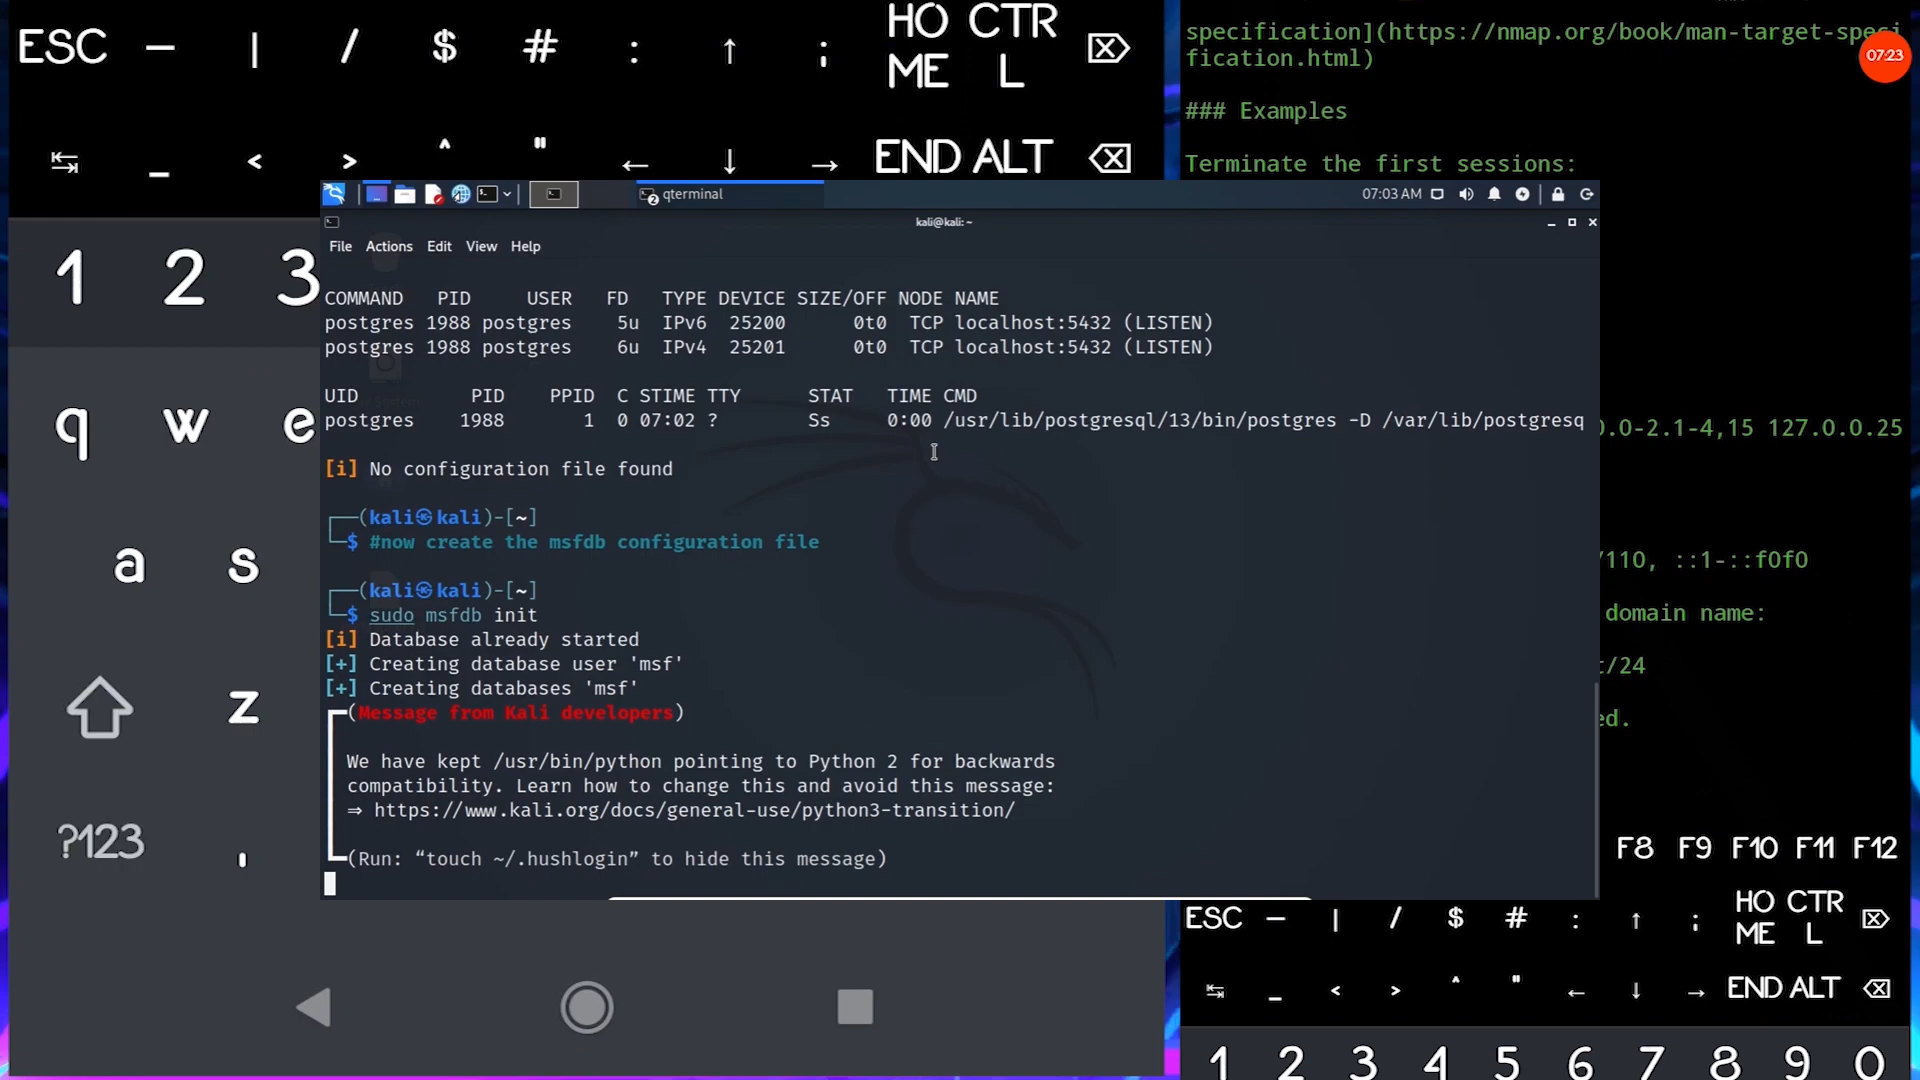 ESC — | / $ # : ↑ ; HO CTR
ME L
↹ _ < > ^ " ← ↓ → END ALT
1 2 3
q w e
a s
z
?123 ,
specification](https://nmap.org/book/man-target-speci
fication.html)
07:23
### Examples
Terminate the first sessions:
0.0-2.1-4,15 127.0.0.25
/110, ::1-::f0f0
domain name:
t/24
ed.
qterminal
07:03 AM
kali@kali: ~
File Actions Edit View Help
COMMAND PID USER FD TYPE DEVICE SIZE/OFF NODE NAME
postgres 1988 postgres 5u IPv6 25200 0t0 TCP localhost:5432 (LISTEN)
postgres 1988 postgres 6u IPv4 25201 0t0 TCP localhost:5432 (LISTEN)
UID PID PPID C STIME TTY STAT TIME CMD
postgres 1988 1 0 07:02 ? Ss 0:00 /usr/lib/postgresql/13/bin/postgres -D /var/lib/postgresq
[i] No configuration file found
┌──(kali㉿kali)-[~]
└─$ #now create the msfdb configuration file
┌──(kali㉿kali)-[~]
└─$ sudo msfdb init
[i] Database already started
[+] Creating database user 'msf'
[+] Creating databases 'msf'
┏━(Message from Kali developers)
┃ We have kept /usr/bin/python pointing to Python 2 for backwards
┃ compatibility. Learn how to change this and avoid this message:
┃ ⇒ https://www.kali.org/docs/general-use/python3-transition/
┗━(Run: “touch ~/.hushlogin” to hide this message)
F8 F9 F10 F11 F12
ESC — | / $ # : ↑ ; HO CTR
ME L
↹ _ < > ^ " ← ↓ → END ALT
1 2 3 4 5 6 7 8 9 0